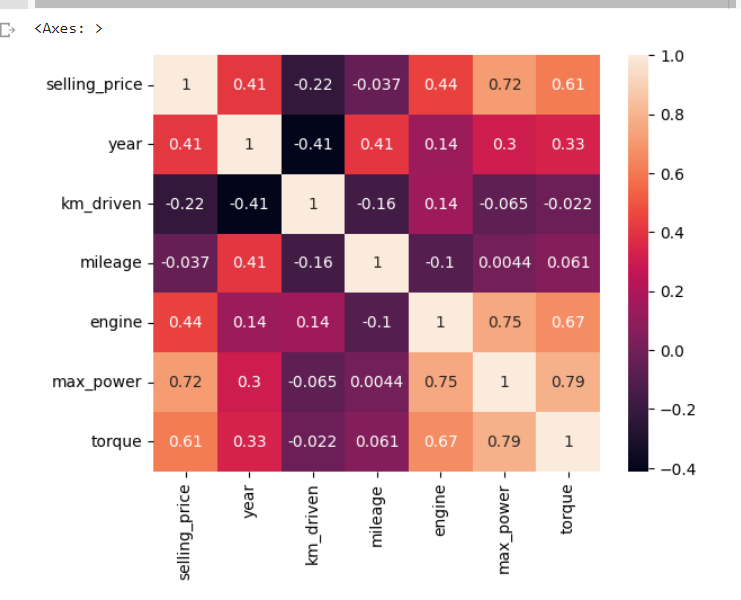 <Axes: >
selling_price 1 0.41 -0.22 -0.037 0.44 0.72 0.61
year 0.41 1 -0.41 0.41 0.14 0.3 0.33
km_driven -0.22 -0.41 1 -0.16 0.14 -0.065 -0.022
mileage -0.037 0.41 -0.16 1 -0.1 0.0044 0.061
engine 0.44 0.14 0.14 -0.1 1 0.75 0.67
max_power 0.72 0.3 -0.065 0.0044 0.75 1 0.79
torque 0.61 0.33 -0.022 0.061 0.67 0.79 1
selling_price
year
km_driven
mileage
engine
max_power
torque
1.0
0.8
0.6
0.4
0.2
0.0
−0.2
−0.4